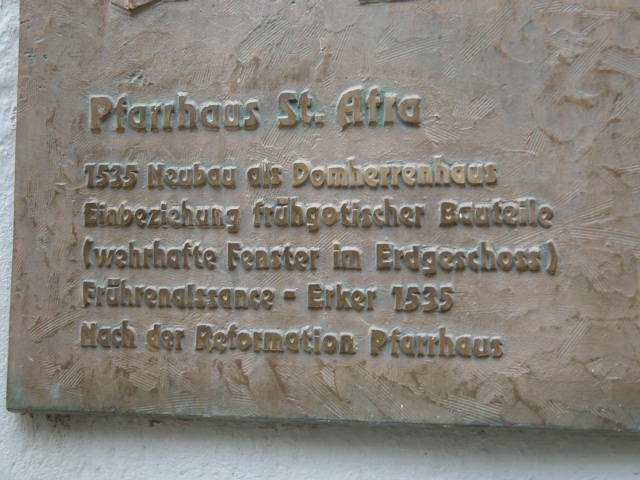 Pfarrhaus St. Afra
1535 Neubau als Domherrenhaus
Einbeziehung frühgotischer Bauteile
(wehrhafte Fenster im Erdgeschoss)
Frührenaissance - Erker 1535
Nach der Reformation Pfarrhaus